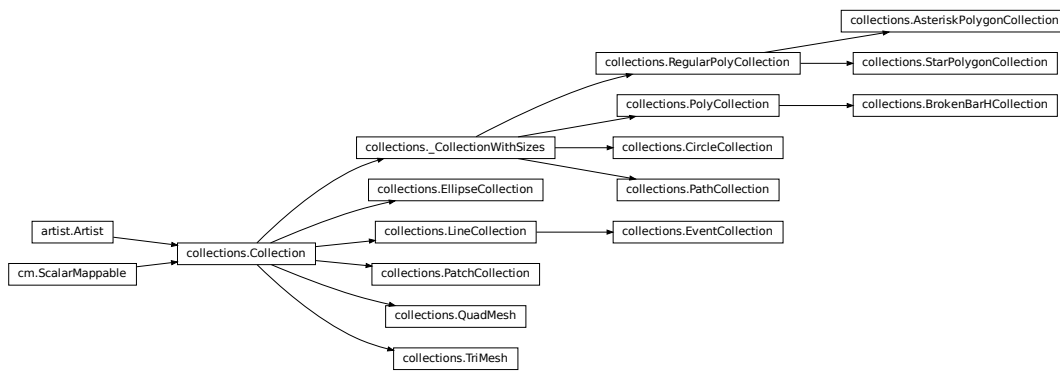 collections.AsteriskPolygonCollection
collections.RegularPolyCollection
collections.StarPolygonCollection
collections.PolyCollection
collections.BrokenBarHCollection
collections._CollectionWithSizes
collections.CircleCollection
collections.EllipseCollection
collections.PathCollection
artist.Artist
collections.LineCollection
collections.EventCollection
collections.Collection
cm.ScalarMappable
collections.PatchCollection
collections.QuadMesh
collections.TriMesh